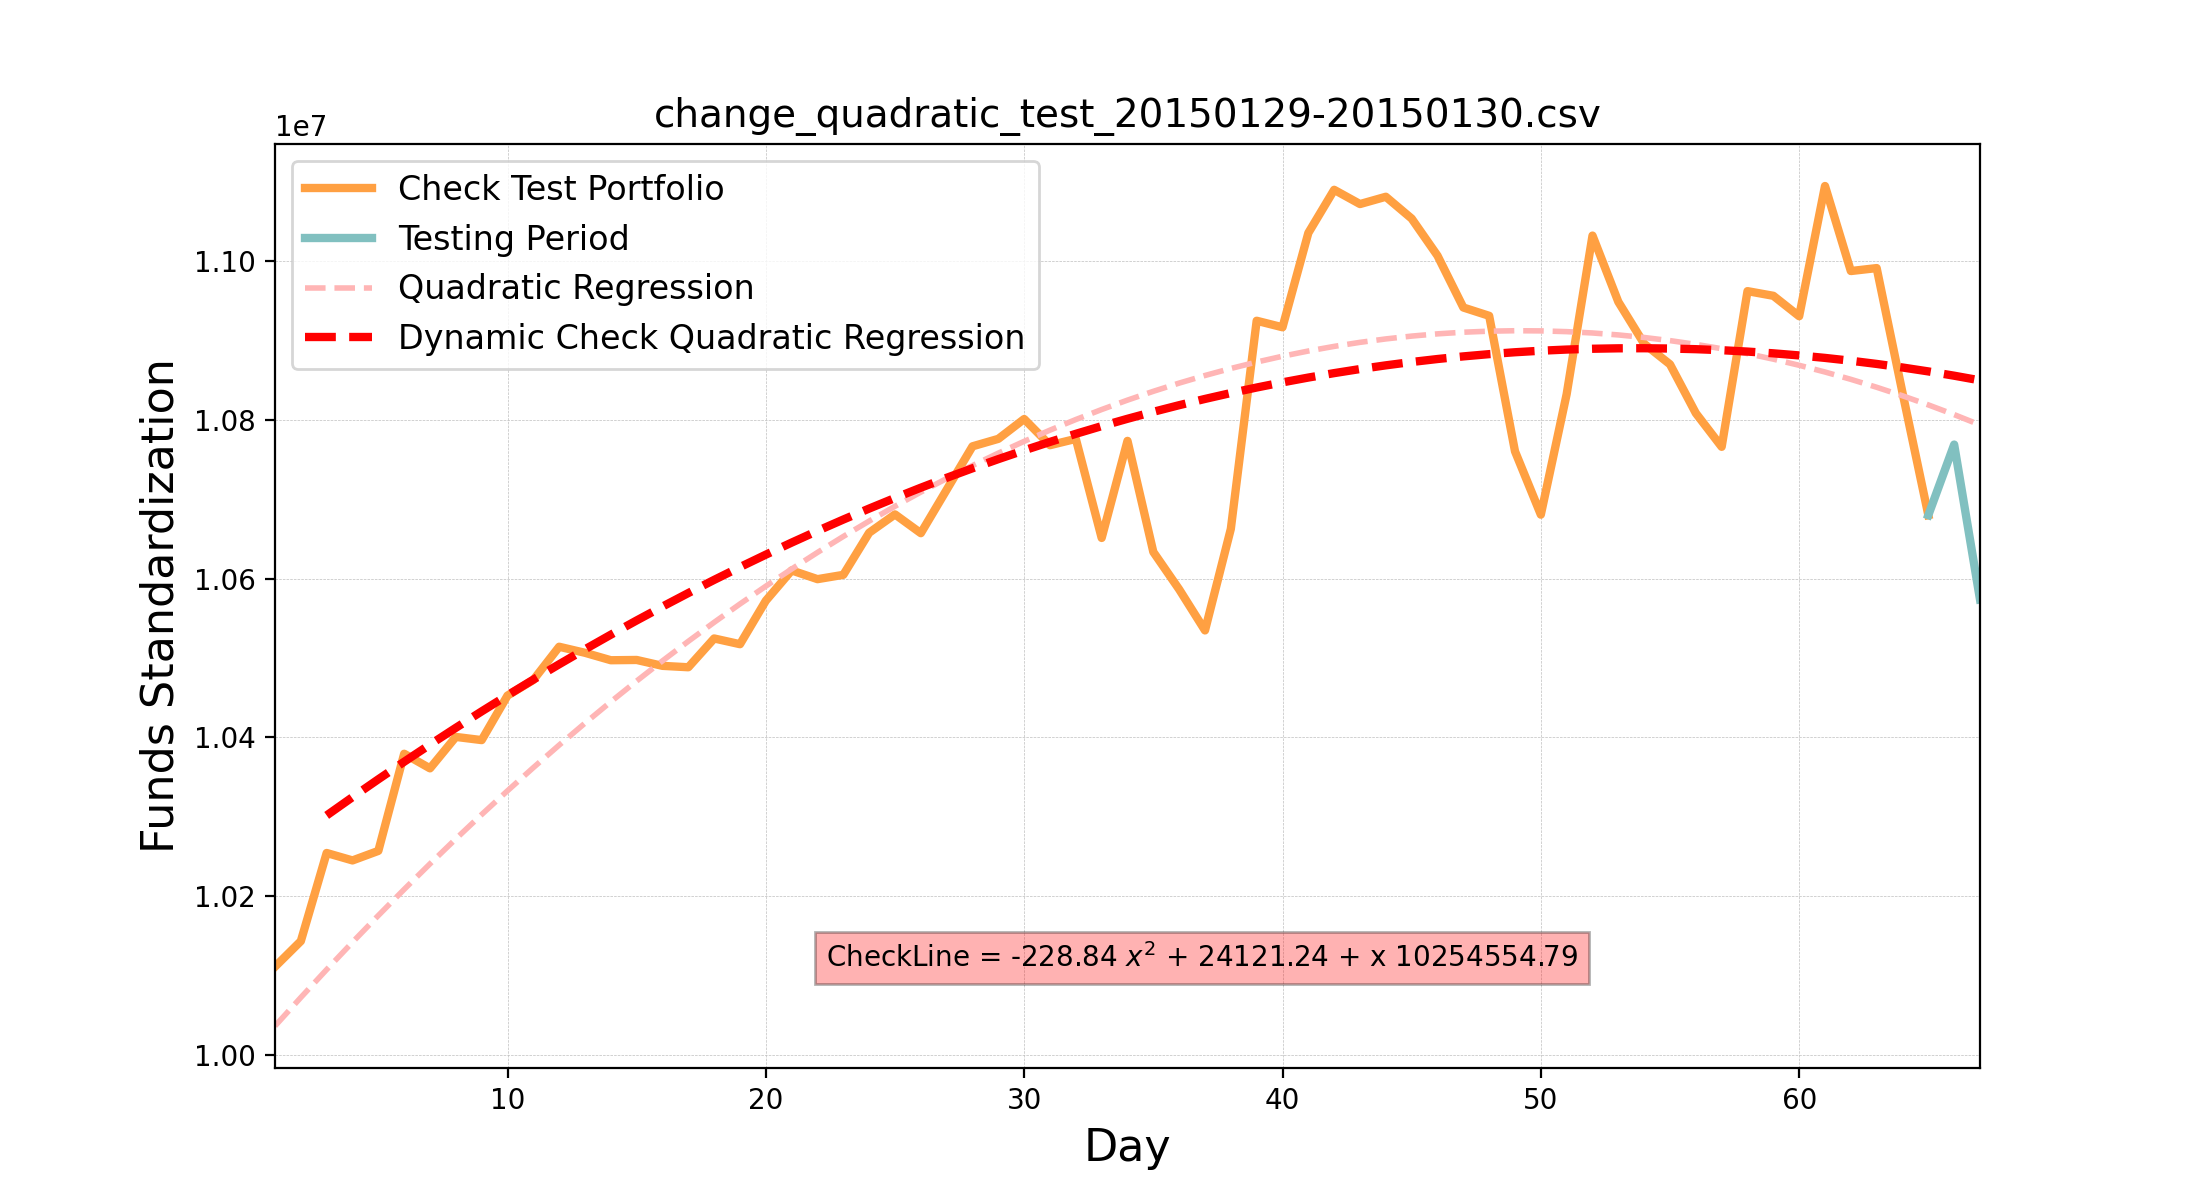 change_quadratic_test_20150129-20150130.csv
1e7
Check Test Portfolio
Testing Period
Quadratic Regression
Dynamic Check Quadratic Regression
Funds Standardization
1.10
1.08
1.06
1.04
1.02
1.00
CheckLine = -228.84 x² + 24121.24 + x 10254554.79
10 20 30 40 50 60
Day